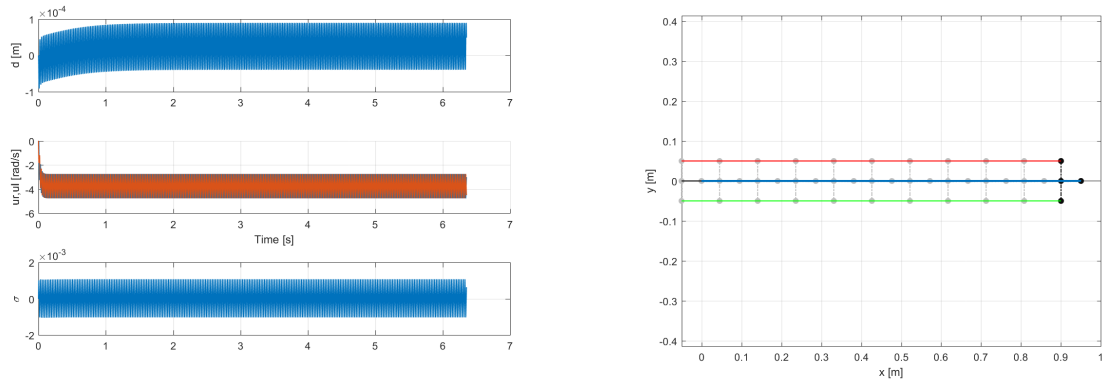 ×10⁻⁴
d [m]
1
0
-1
0 1 2 3 4 5 6 7
ur,ul [rad/s]
0
-2
-4
-6
0 1 2 3 4 5 6 7
Time [s]
×10⁻³
σ
2
0
-2
0 1 2 3 4 5 6 7
y [m]
0.4
0.3
0.2
0.1
0
-0.1
-0.2
-0.3
-0.4
0 0.1 0.2 0.3 0.4 0.5 0.6 0.7 0.8 0.9 1
x [m]